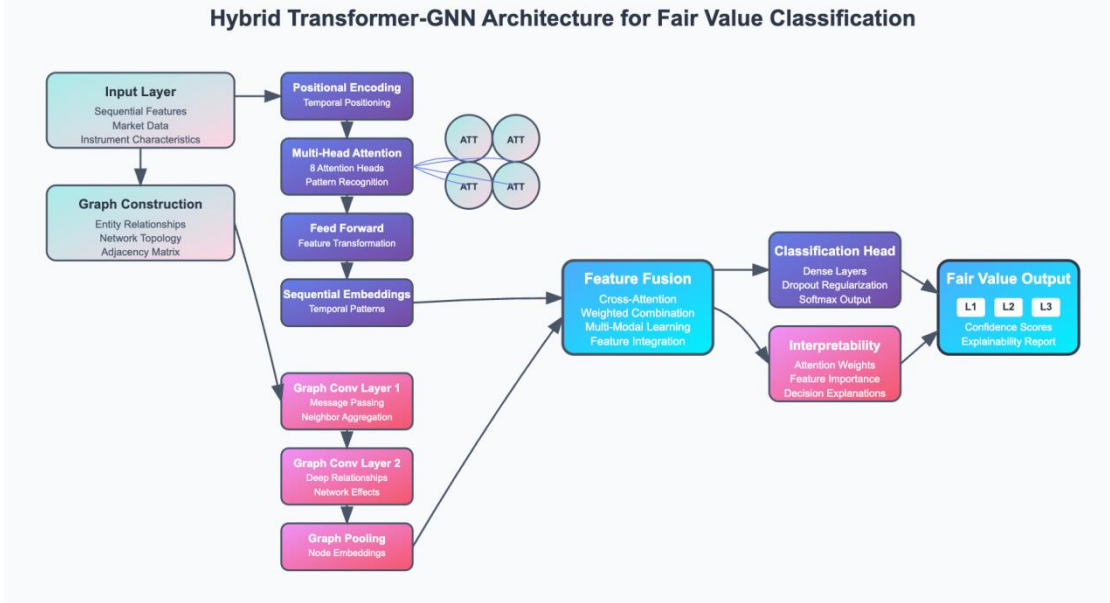 Hybrid Transformer-GNN Architecture for Fair Value Classification
Input Layer
Sequential Features
Market Data
Instrument Characteristics
Graph Construction
Entity Relationships
Network Topology
Adjacency Matrix
Positional Encoding
Temporal Positioning
Multi-Head Attention
8 Attention Heads
Pattern Recognition
ATT
ATT
ATT
ATT
Feed Forward
Feature Transformation
Sequential Embeddings
Temporal Patterns
Graph Conv Layer 1
Message Passing
Neighbor Aggregation
Graph Conv Layer 2
Deep Relationships
Network Effects
Graph Pooling
Node Embeddings
Feature Fusion
Cross-Attention
Weighted Combination
Multi-Modal Learning
Feature Integration
Classification Head
Dense Layers
Dropout Regularization
Softmax Output
Interpretability
Attention Weights
Feature Importance
Decision Explanations
Fair Value Output
L1 L2 L3
Confidence Scores
Explainability Report